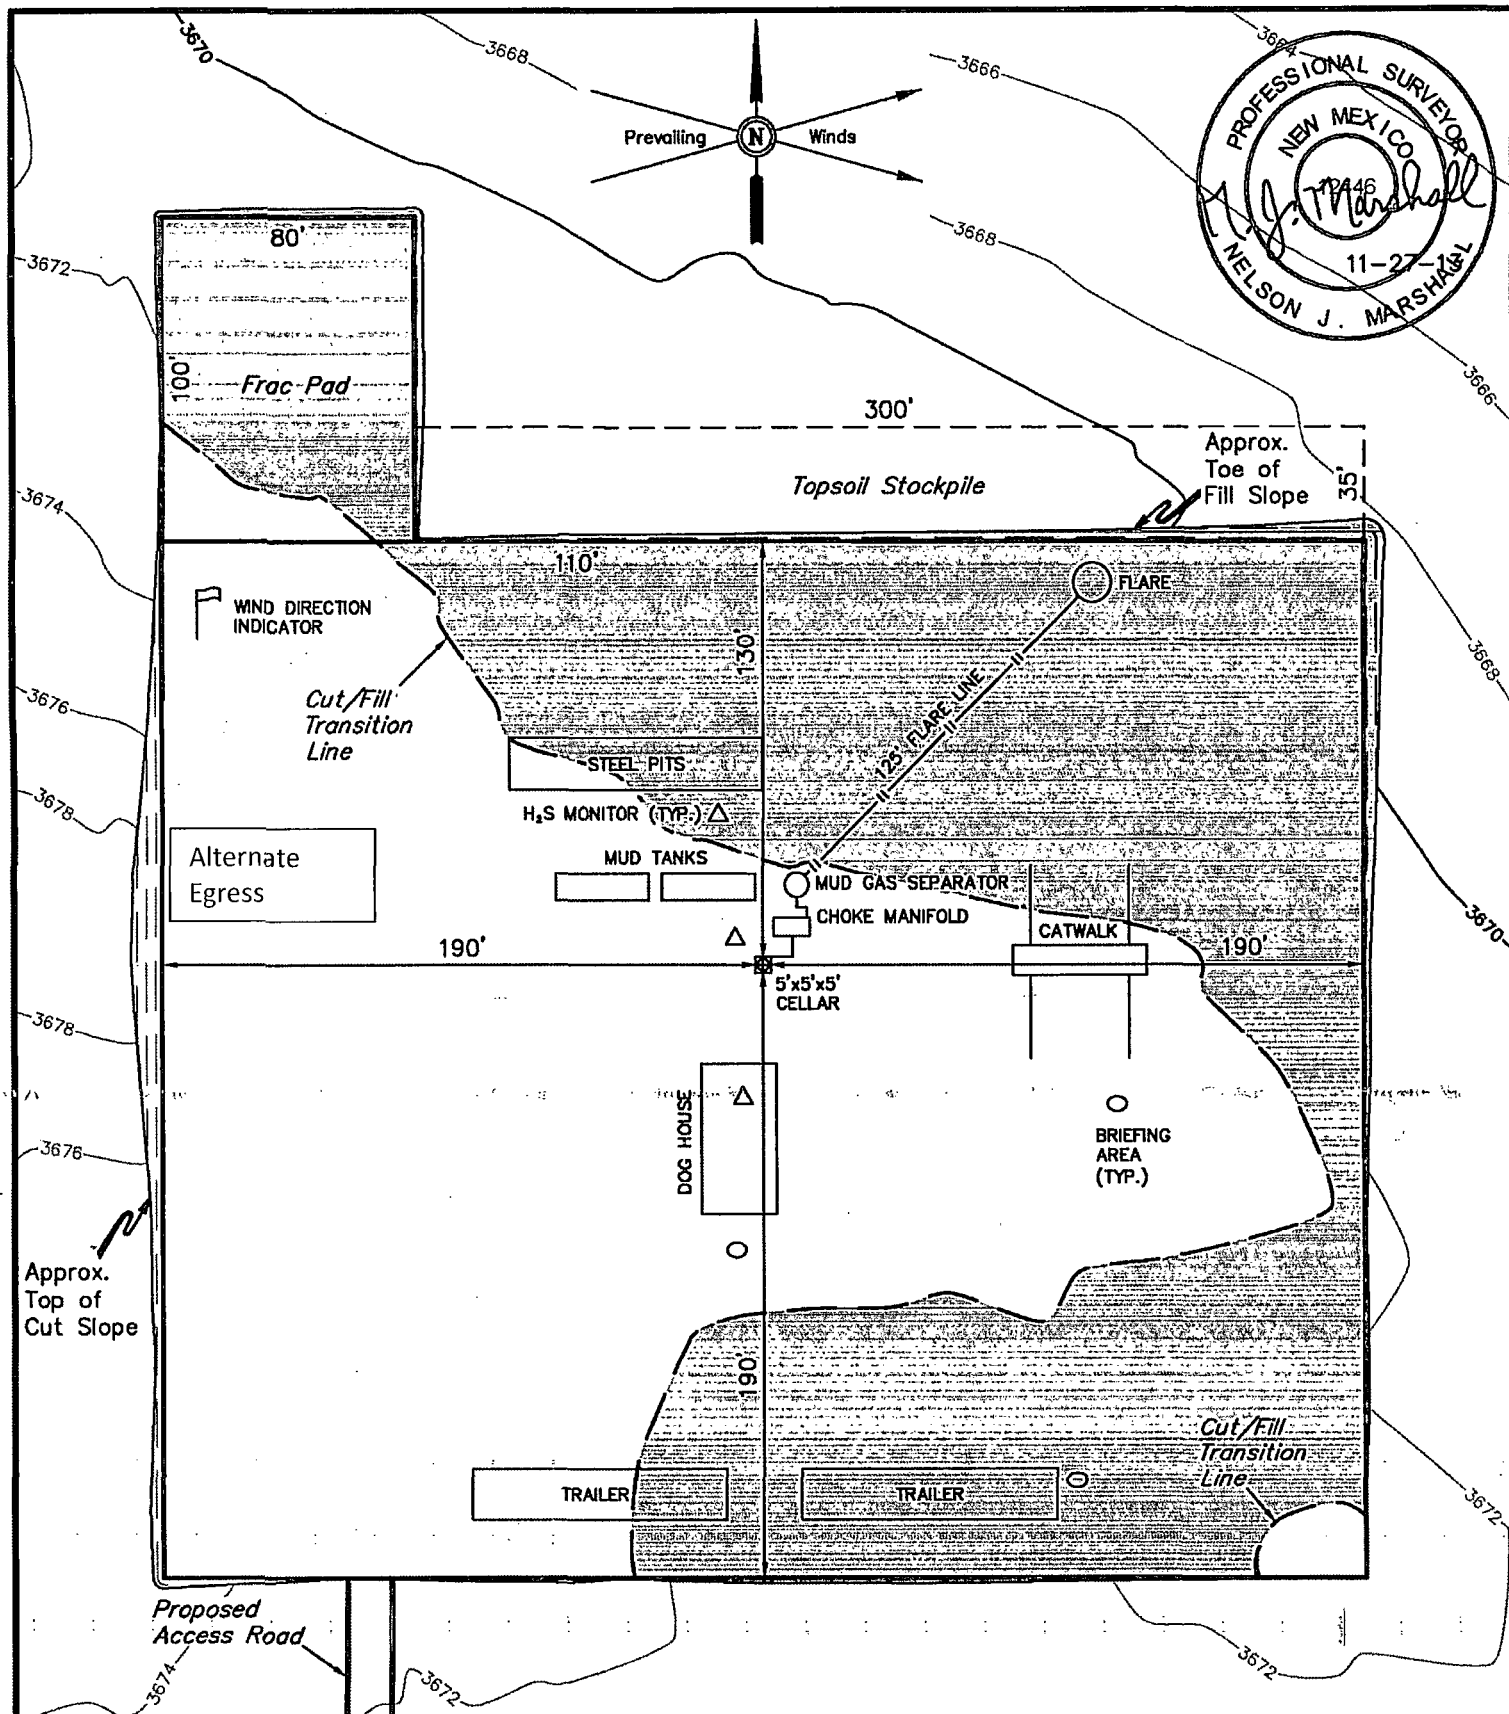 3670
3668
3666
3664
PROFESSIONAL SURVEYOR
NEW MEXICO
12446
N. J. Marshall
11-27-13
NELSON J. MARSHALL
Prevailing
N
Winds
3668
3672
80'
100'
Frac Pad
3666
300'
Approx.
Toe of
Fill Slope
35'
Topsoil Stockpile
3674
110'
FLARE
WIND DIRECTION
INDICATOR
130'
3668
Cut/Fill
Transition
Line
125' FLARE LINE
3676
STEEL PITS
3678
H₂S MONITOR (TYP.)
Alternate
Egress
MUD TANKS
MUD GAS SEPARATOR
CHOKE MANIFOLD
CATWALK
3670
190'
190'
5'x5'x5'
CELLAR
3678
DOG HOUSE
BRIEFING
AREA
(TYP.)
3676
Approx.
Top of
Cut Slope
190'
Cut/Fill
Transition
Line
TRAILER
TRAILER
3672
Proposed
Access Road
3674
3672
3672